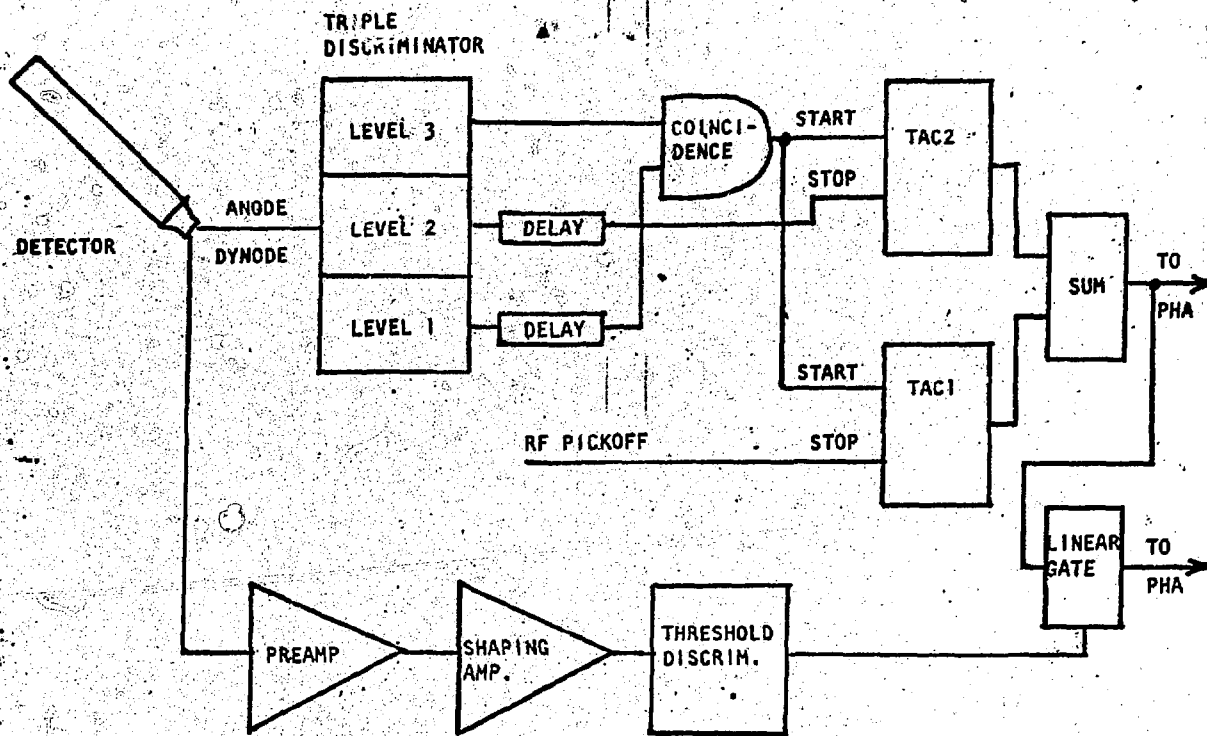 TRIPLE
DISCRIMINATOR
LEVEL 3
COINCI-
DENCE
START
TAC2
STOP
ANODE
LEVEL 2
DELAY
DETECTOR
DYNODE
SUM
TO
PHA
LEVEL 1
DELAY
START
TAC1
RF PICKOFF
STOP
LINEAR
GATE
TO
PHA
PREAMP
SHAPING
AMP.
THRESHOLD
DISCRIM.